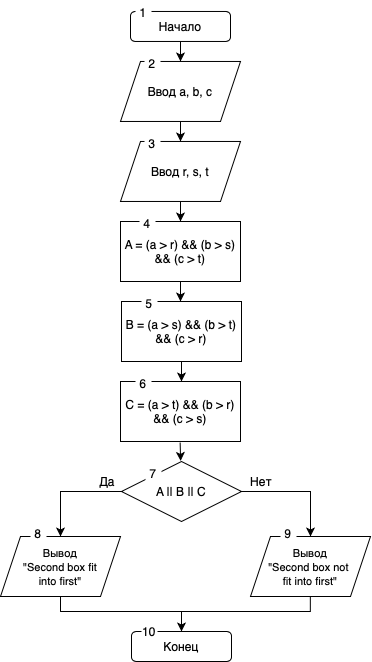 1
Начало
2
Ввод a, b, c
3
Ввод r, s, t
4
A = (a > r) && (b > s)
&& (c > t)
5
B = (a > s) && (b > t)
&& (c > r)
6
C = (a > t) && (b > r)
&& (c > s)
7
Да
A || B || C
Нет
8
Вывод
"Second box fit
into first"
9
Вывод
"Second box not
fit into first"
10
Конец